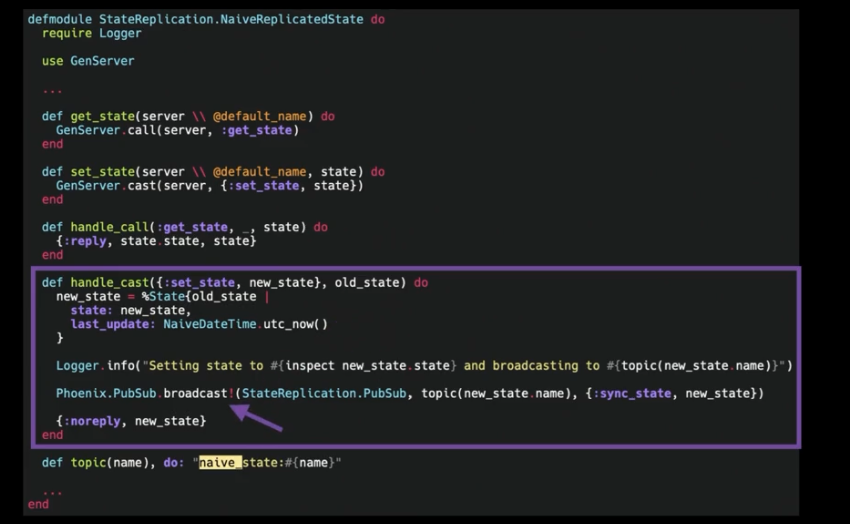 defmodule StateReplication.NaiveReplicatedState do
require Logger
use GenServer
...
def get_state(server \\ @default_name) do
GenServer.call(server, :get_state)
end
def set_state(server \\ @default_name, state) do
GenServer.cast(server, {:set_state, state})
end
def handle_call(:get_state, _, state) do
{:reply, state.state, state}
end
def handle_cast({:set_state, new_state}, old_state) do
new_state = %State{old_state |
state: new_state,
last_update: NaiveDateTime.utc_now()
}
Logger.info("Setting state to #{inspect new_state.state} and broadcasting to #{topic(new_state.name)}")
Phoenix.PubSub.broadcast!(StateReplication.PubSub, topic(new_state.name), {:sync_state, new_state})
{:noreply, new_state}
end
def topic(name), do: "naive_state:#{name}"
...
end